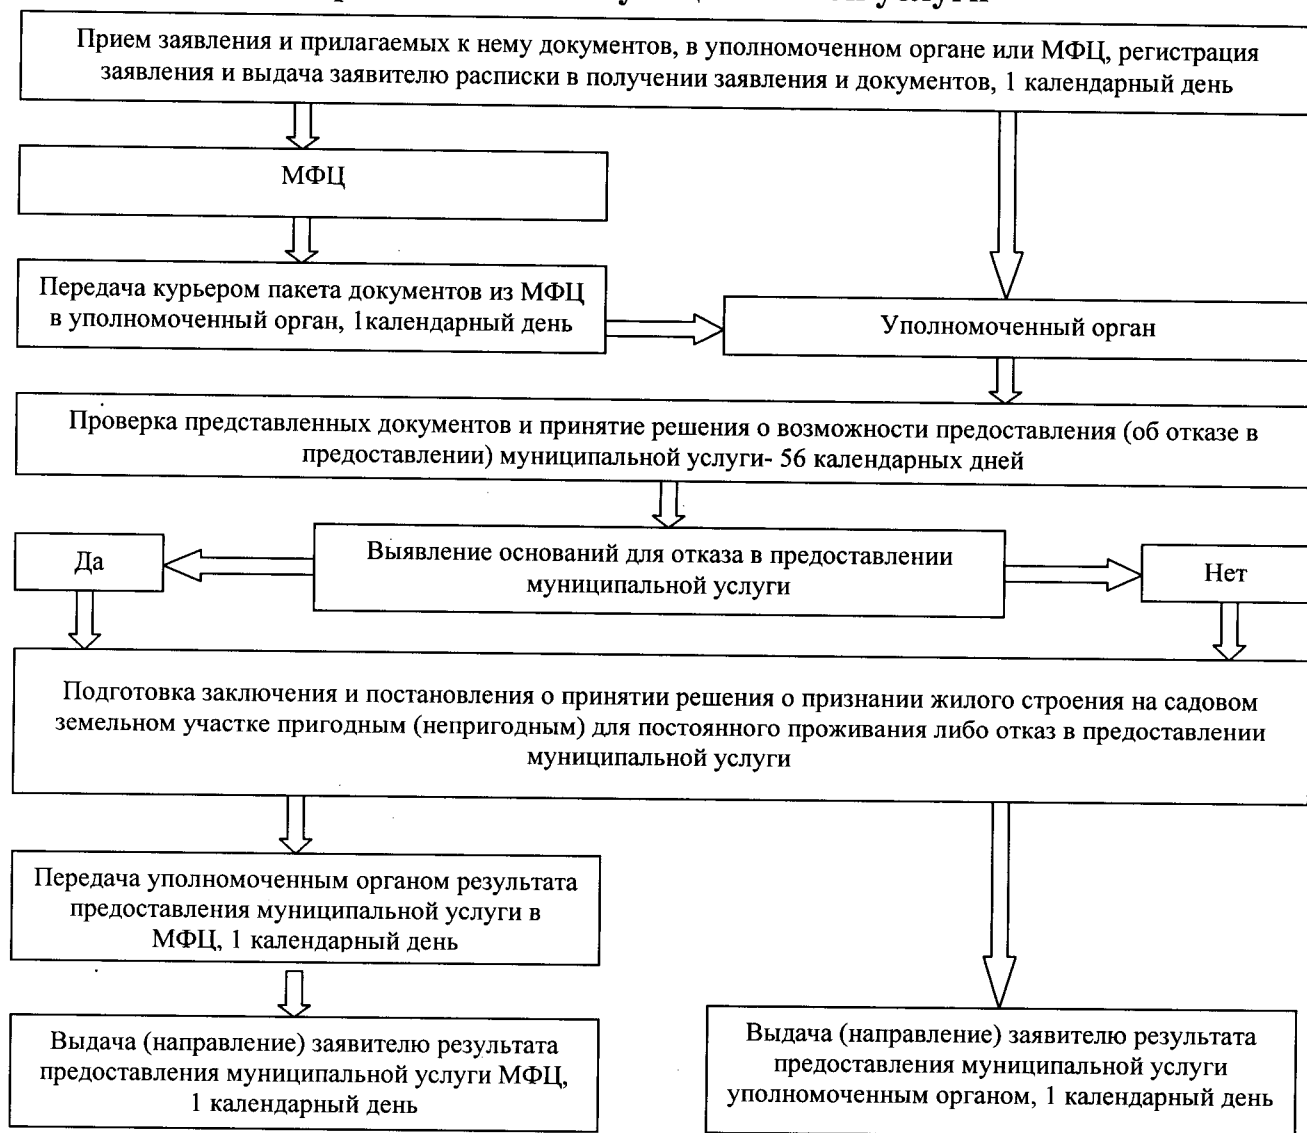 Прием заявления и прилагаемых к нему документов, в уполномоченном органе или МФЦ, регистрация
заявления и выдача заявителю расписки в получении заявления и документов, 1 календарный день
МФЦ
Передача курьером пакета документов из МФЦ
в уполномоченный орган, 1календарный день
Уполномоченный орган
Проверка представленных документов и принятие решения о возможности предоставления (об отказе в
предоставлении) муниципальной услуги- 56 календарных дней
Да
Выявление оснований для отказа в предоставлении
муниципальной услуги
Нет
Подготовка заключения и постановления о принятии решения о признании жилого строения на садовом
земельном участке пригодным (непригодным) для постоянного проживания либо отказ в предоставлении
муниципальной услуги
Передача уполномоченным органом результата
предоставления муниципальной услуги в
МФЦ, 1 календарный день
Выдача (направление) заявителю результата
предоставления муниципальной услуги МФЦ,
1 календарный день
Выдача (направление) заявителю результата
предоставления муниципальной услуги
уполномоченным органом, 1 календарный день